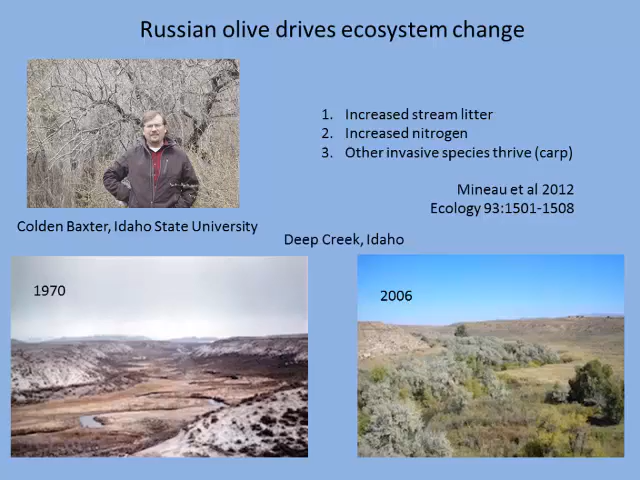 Russian olive drives ecosystem change
1. Increased stream litter
2. Increased nitrogen
3. Other invasive species thrive (carp)
Mineau et al 2012
Ecology 93:1501-1508
Colden Baxter, Idaho State University
Deep Creek, Idaho
1970
2006